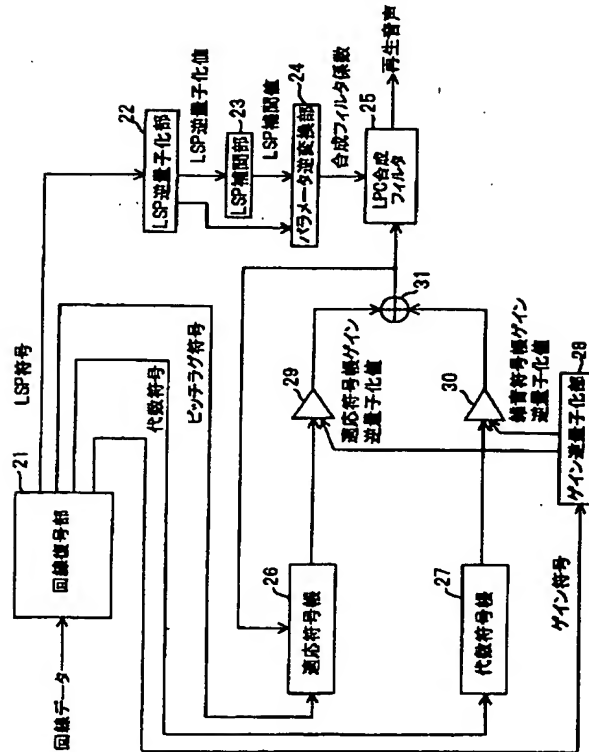 回線データ
21
回線復号部
LSP符号
代数符号
ピッチラグ符号
22
LSP逆量子化部
LSP逆量子化値
23
LSP補間部
LSP補間値
24
パラメータ逆変換部
合成フィルタ係数
25
LPC合成
フィルタ
再生音声
26
適応符号帳
29
適応符号帳ゲイン
逆量子化値
31
27
代数符号帳
30
雑音符号帳ゲイン
逆量子化値
28
ゲイン逆量子化部
ゲイン符号